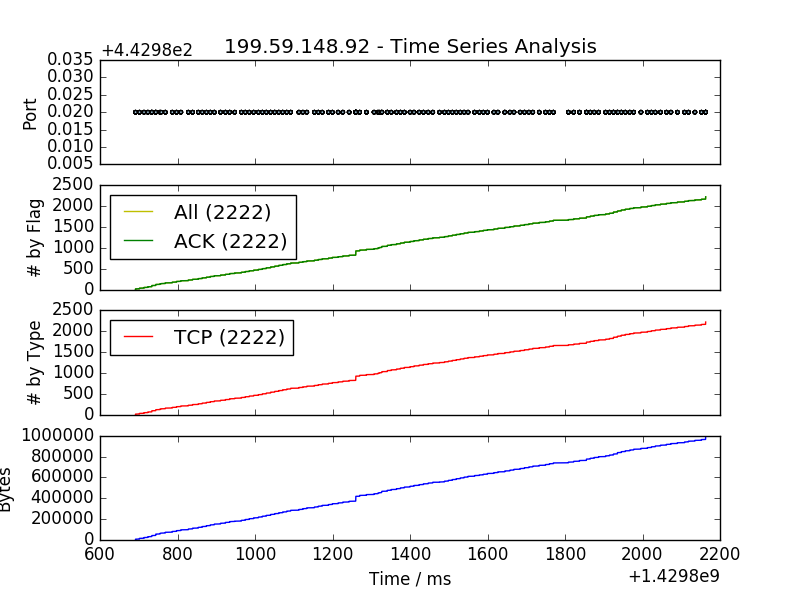 +4.4298e2
199.59.148.92 - Time Series Analysis
0.035
0.030
0.025
0.020
0.015
0.010
0.005
Port
2500
2000
1500
1000
500
0
# by Flag
All (2222)
ACK (2222)
2500
2000
1500
1000
500
0
# by Type
TCP (2222)
1000000
800000
600000
400000
200000
0
Bytes
600 800 1000 1200 1400 1600 1800 2000 2200
Time / ms
+1.4298e9